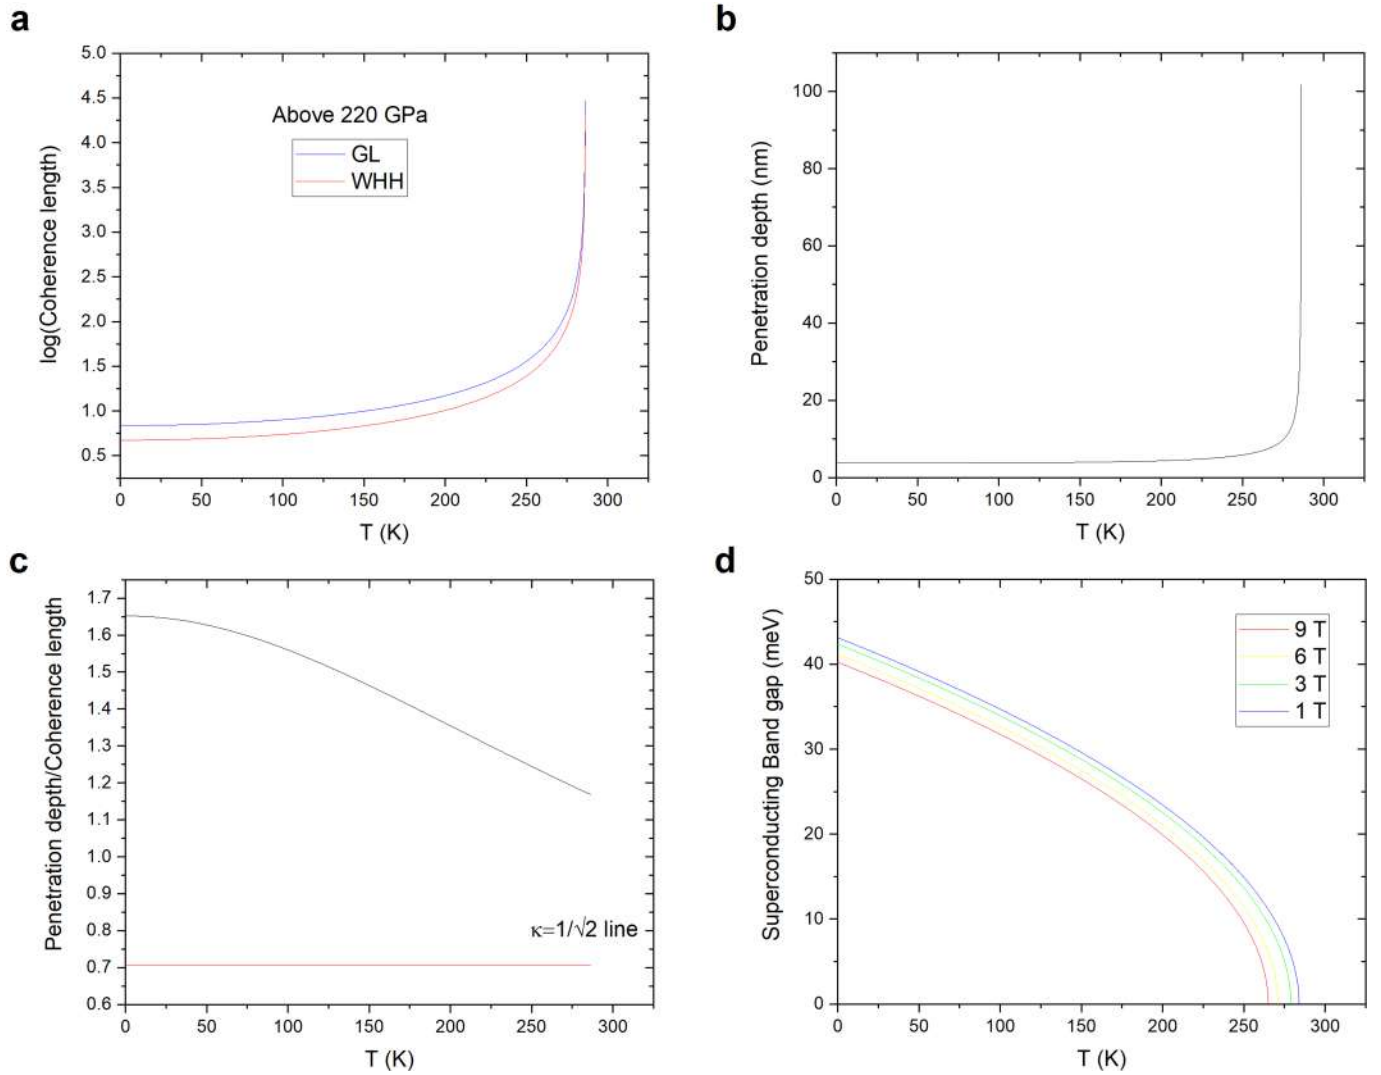 a
5.0
4.5
4.0
3.5
3.0
2.5
2.0
1.5
1.0
0.5
log(Coherence length)
Above 220 GPa
GL
WHH
0 50 100 150 200 250 300
T (K)
b
100
80
60
40
20
0
Penetration depth (nm)
0 50 100 150 200 250 300
T (K)
c
1.7
1.6
1.5
1.4
1.3
1.2
1.1
1.0
0.9
0.8
0.7
0.6
Penetration depth/Coherence length
κ=1/√2 line
0 50 100 150 200 250 300
T (K)
d
50
40
30
20
10
0
Superconducting Band gap (meV)
9 T
6 T
3 T
1 T
0 50 100 150 200 250 300
T (K)